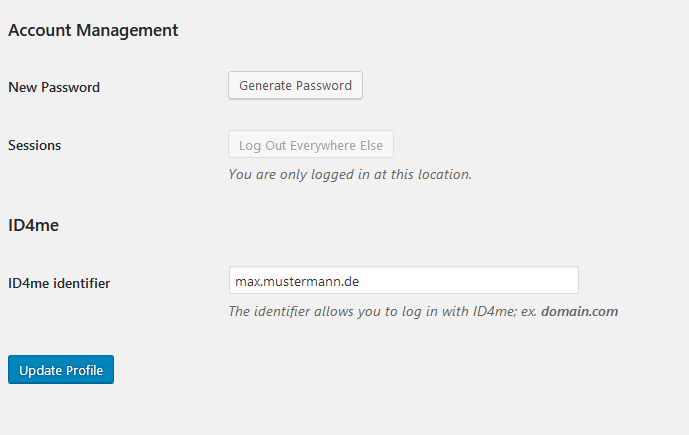 Account Management
New Password
Generate Password
Sessions
Log Out Everywhere Else
You are only logged in at this location.
ID4me
ID4me identifier
max.mustermann.de
The identifier allows you to log in with ID4me; ex. domain.com
Update Profile